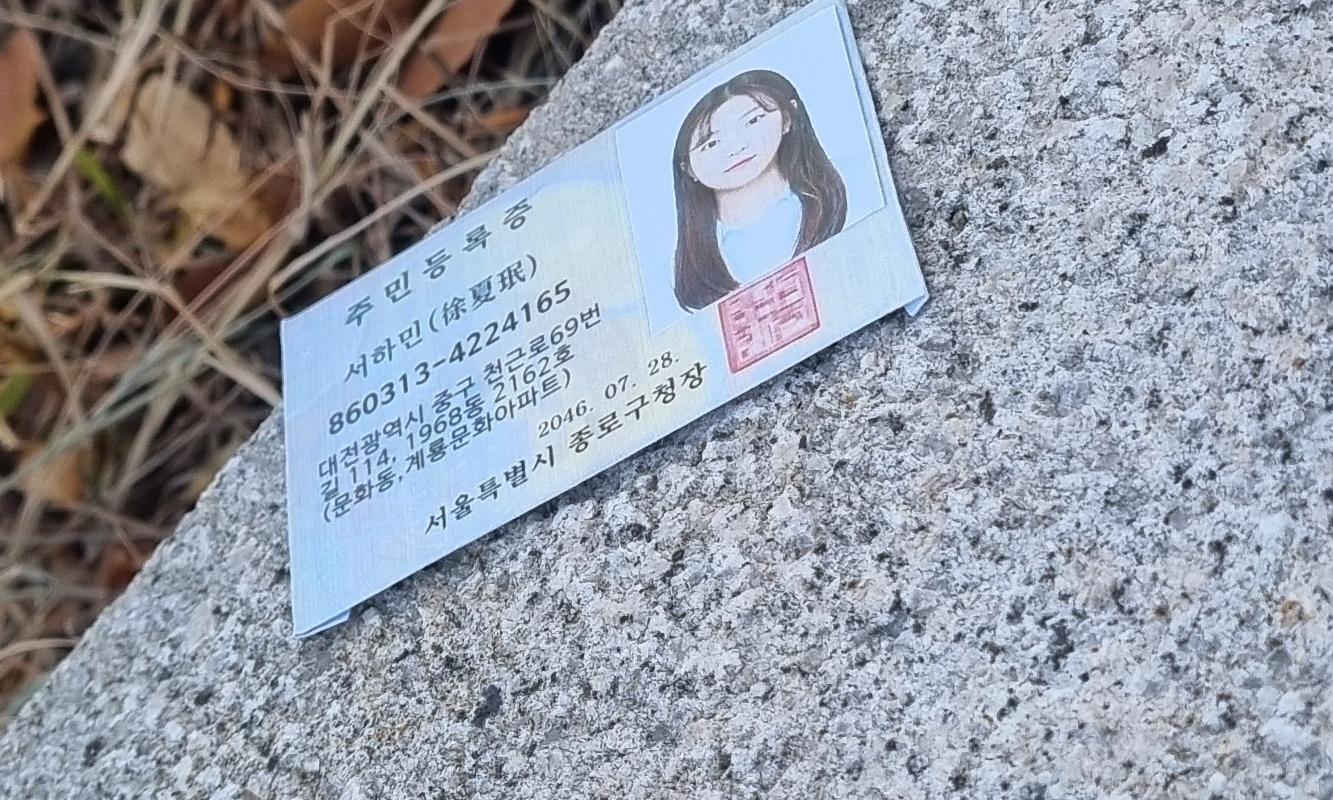 주민등록증
서하민(徐夏珉)
860313-4224165
대전광역시 중구 천근로69번
길 114, 1968동 2162호
(문화동,계룡문화아파트)
2046. 07. 28.
서울특별시 종로구청장